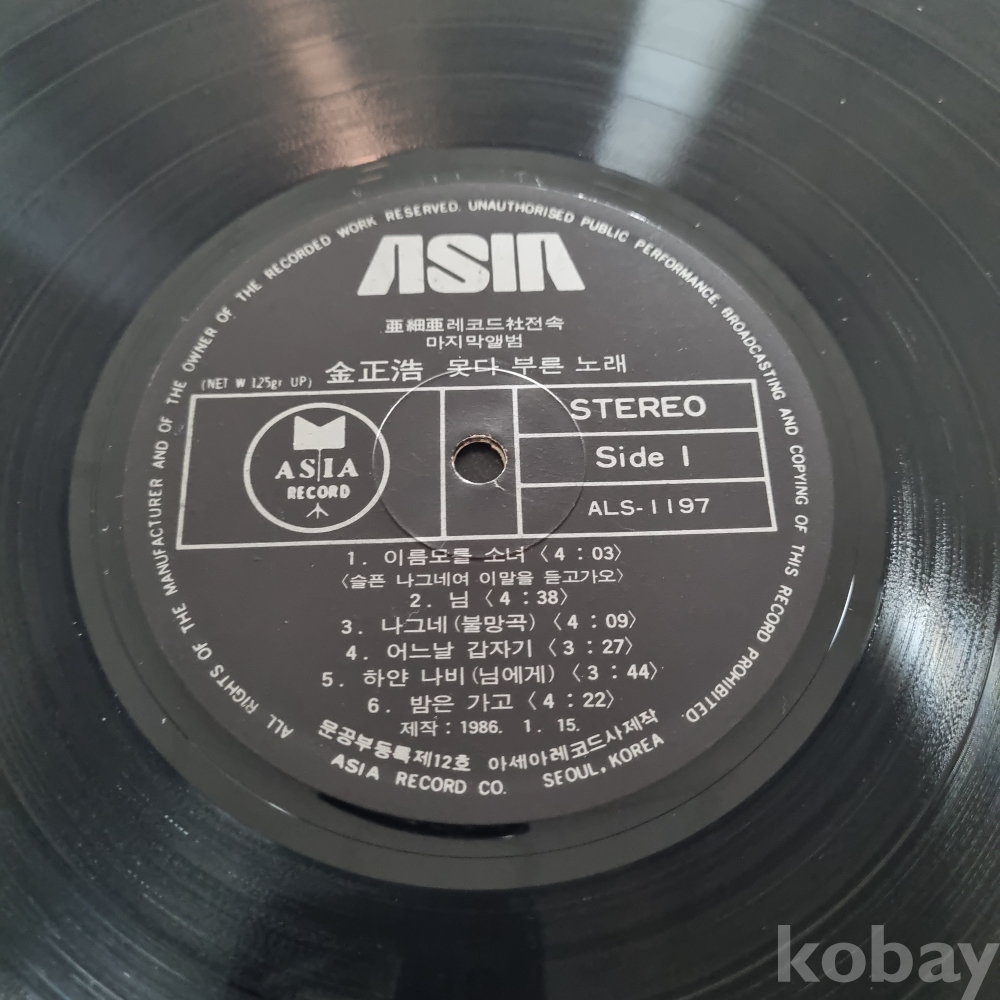 ALL RIGHTS OF THE MANUFACTURER AND OF THE OWNER OF THE RECORDED WORK RESERVED. UNAUTHORISED PUBLIC PERFORMANCE, BROADCASTING AND COPYING OF THIS RECORD PROHIBITED.
ASIA
亜細亜레코드社전속
마지막앨범
(NET W 125gr UP) 金正浩 못다 부른 노래
ASIA
RECORD
STEREO
Side 1
ALS-1197
1. 이름모를 소녀 〈4 : 03〉
〈슬픈 나그네여 이말을 듣고가오〉
2. 님 〈4 : 38〉
3. 나그네 (불망곡) 〈4 : 09〉
4. 어느날 갑자기 〈3 : 27〉
5. 하얀 나비 (님에게) 〈3 : 44〉
6. 밤은 가고 〈4 : 22〉
제작 : 1986. 1. 15.
문공부등록제12호 아세아레코드사제작
ASIA RECORD CO. SEOUL, KOREA
kobay